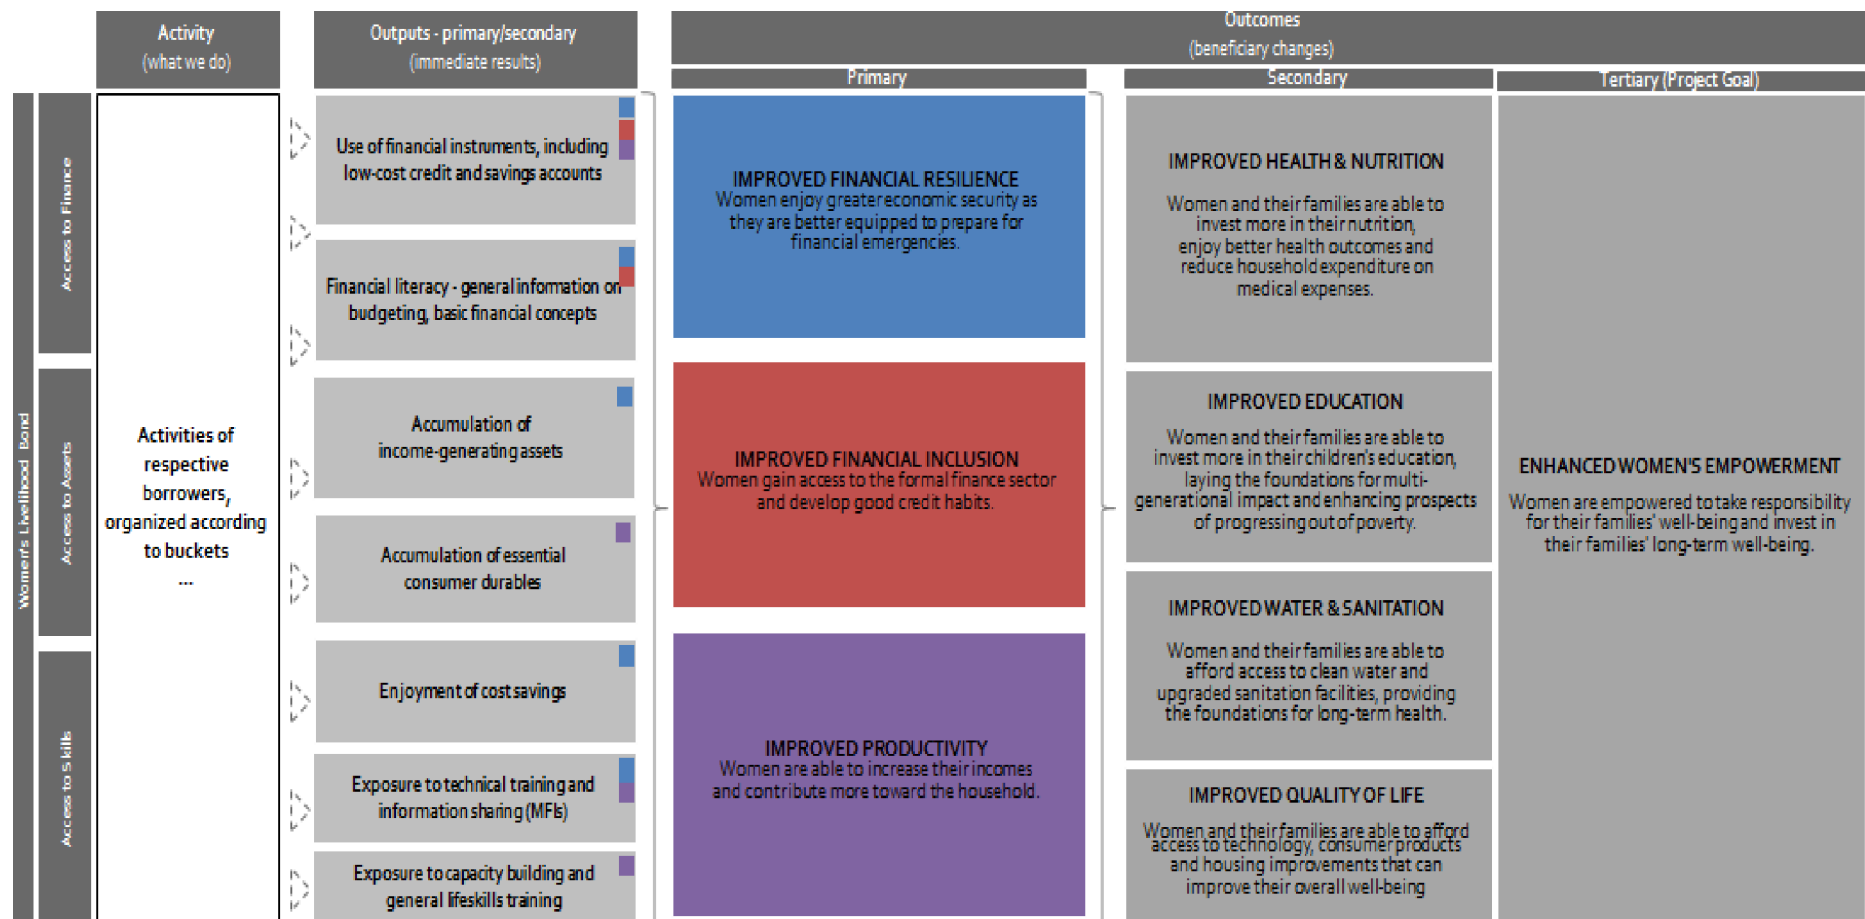 Activity
(what we do)
Outputs - primary/secondary
(immediate results)
Outcomes
(beneficiary changes)
Primary
Secondary
Tertiary (Project Goal)
Women's Livelihood Bond
Access to Finance
Access to Assets
Access to Skills
Activities of
respective
borrowers,
organized according
to buckets
...
Use of financial instruments, including
low-cost credit and savings accounts
Financial literacy - general information on
budgeting, basic financial concepts
Accumulation of
income-generating assets
Accumulation of essential
consumer durables
Enjoyment of cost savings
Exposure to technical training and
information sharing (MFIs)
Exposure to capacity building and
general lifeskills training
IMPROVED FINANCIAL RESILIENCE
Women enjoy greater economic security as
they are better equipped to prepare for
financial emergencies.
IMPROVED FINANCIAL INCLUSION
Women gain access to the formal finance sector
and develop good credit habits.
IMPROVED PRODUCTIVITY
Women are able to increase their incomes
and contribute more toward the household.
IMPROVED HEALTH & NUTRITION
Women and their families are able to
invest more in their nutrition,
enjoy better health outcomes and
reduce household expenditure on
medical expenses.
IMPROVED EDUCATION
Women and their families are able to
invest more in their children's education,
laying the foundations for multi-
generational impact and enhancing prospects
of progressing out of poverty.
IMPROVED WATER & SANITATION
Women and their families are able to
afford access to clean water and
upgraded sanitation facilities, providing
the foundations for long-term health.
IMPROVED QUALITY OF LIFE
Women and their families are able to afford
access to technology, consumer products
and housing improvements that can
improve their overall well-being
ENHANCED WOMEN'S EMPOWERMENT
Women are empowered to take responsibility
for their families' well-being and invest in
their families' long-term well-being.